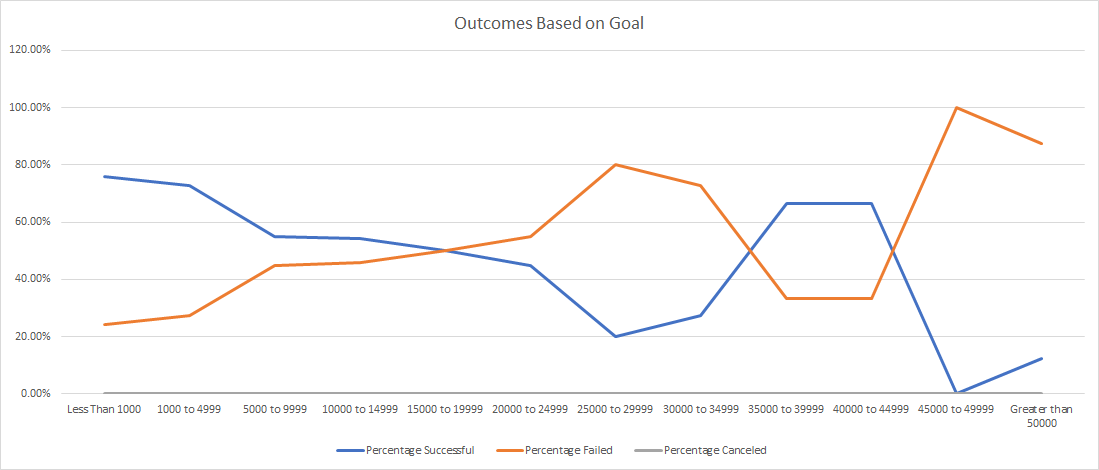 Outcomes Based on Goal
120.00%
100.00%
80.00%
60.00%
40.00%
20.00%
0.00%
Less Than 1000 1000 to 4999 5000 to 9999 10000 to 14999 15000 to 19999 20000 to 24999 25000 to 29999 30000 to 34999 35000 to 39999 40000 to 44999 45000 to 49999 Greater than
50000
Percentage Successful Percentage Failed Percentage Canceled